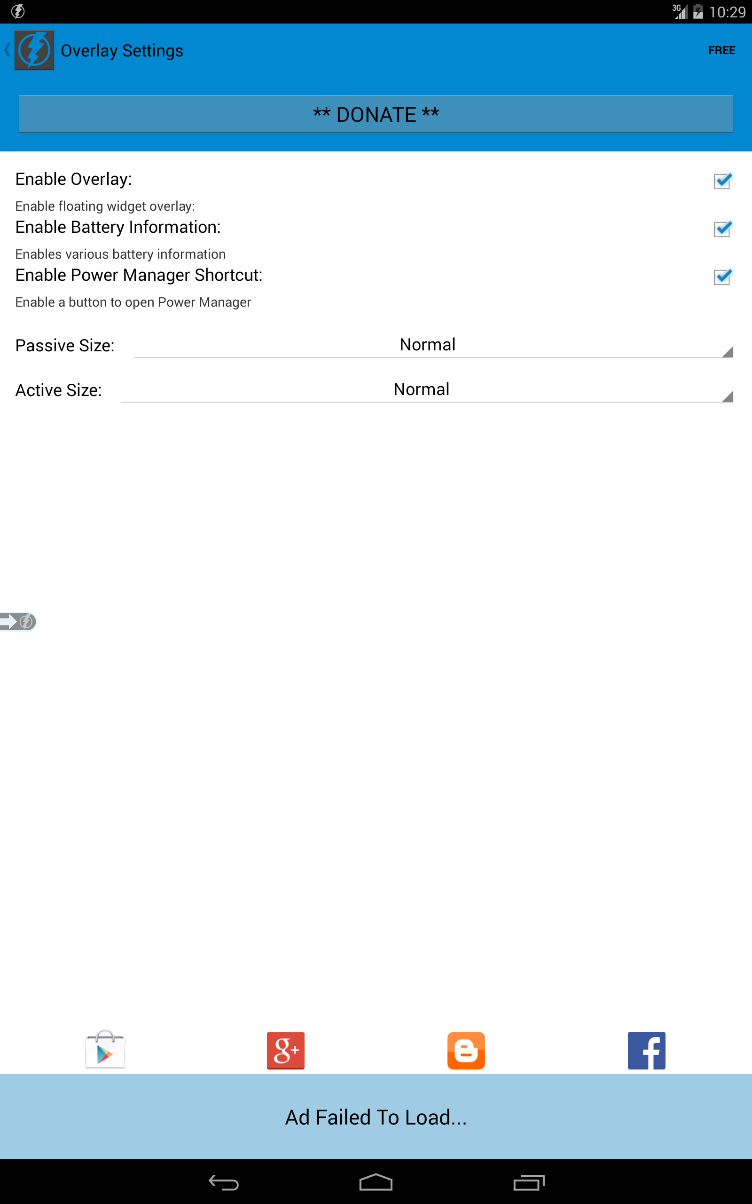 3G 10:29
Overlay Settings FREE
** DONATE **
Enable Overlay:
Enable floating widget overlay:
Enable Battery Information:
Enables various battery information
Enable Power Manager Shortcut:
Enable a button to open Power Manager
Passive Size: Normal
Active Size: Normal
g+ f
Ad Failed To Load...